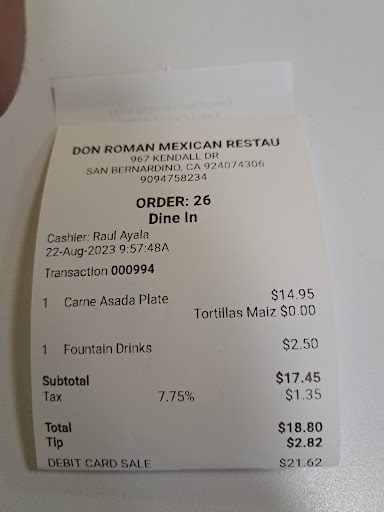 DON ROMAN MEXICAN RESTAU
967 KENDALL DR
SAN BERNARDINO, CA 924074306
9094758234
ORDER: 26
Dine In
Cashier: Raul Ayala
22-Aug-2023 9:57:48A
Transaction 000994
1 Carne Asada Plate $14.95
Tortillas Maiz $0.00
1 Fountain Drinks $2.50
Subtotal $17.45
Tax 7.75% $1.35
Total $18.80
Tip $2.82
DEBIT CARD SALE $21.62